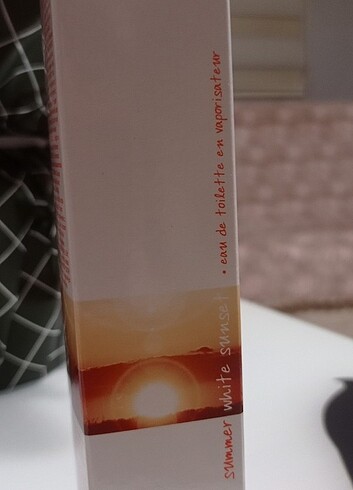 summer white sunset • eau de toilette en vaporisateur